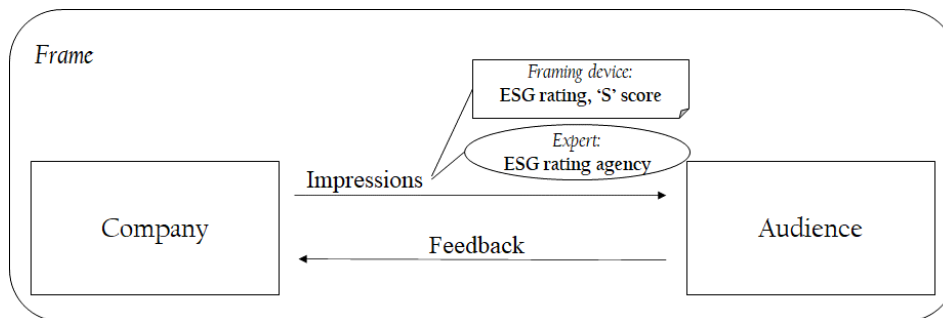 Frame
Framing device:
ESG rating, ‘S’ score
Expert:
ESG rating agency
Impressions
Company
Audience
Feedback